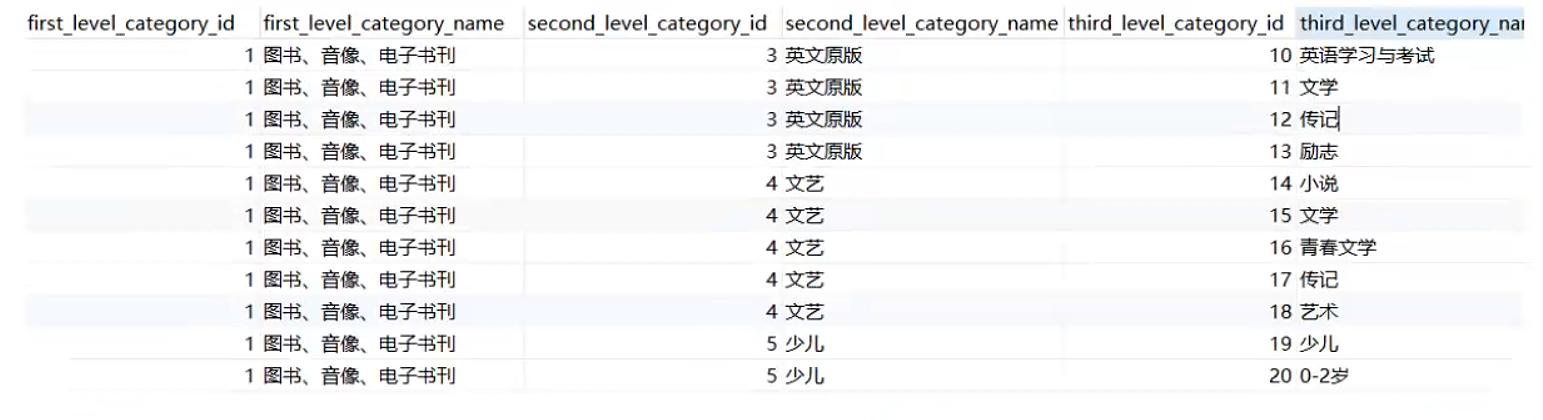 first_level_category_id first_level_category_name second_level_category_id second_level_category_name third_level_category_id third_level_category_nar
1 图书、音像、电子书刊 3 英文原版 10 英语学习与考试
1 图书、音像、电子书刊 3 英文原版 11 文学
1 图书、音像、电子书刊 3 英文原版 12 传记
1 图书、音像、电子书刊 3 英文原版 13 励志
1 图书、音像、电子书刊 4 文艺 14 小说
1 图书、音像、电子书刊 4 文艺 15 文学
1 图书、音像、电子书刊 4 文艺 16 青春文学
1 图书、音像、电子书刊 4 文艺 17 传记
1 图书、音像、电子书刊 4 文艺 18 艺术
1 图书、音像、电子书刊 5 少儿 19 少儿
1 图书、音像、电子书刊 5 少儿 20 0-2岁